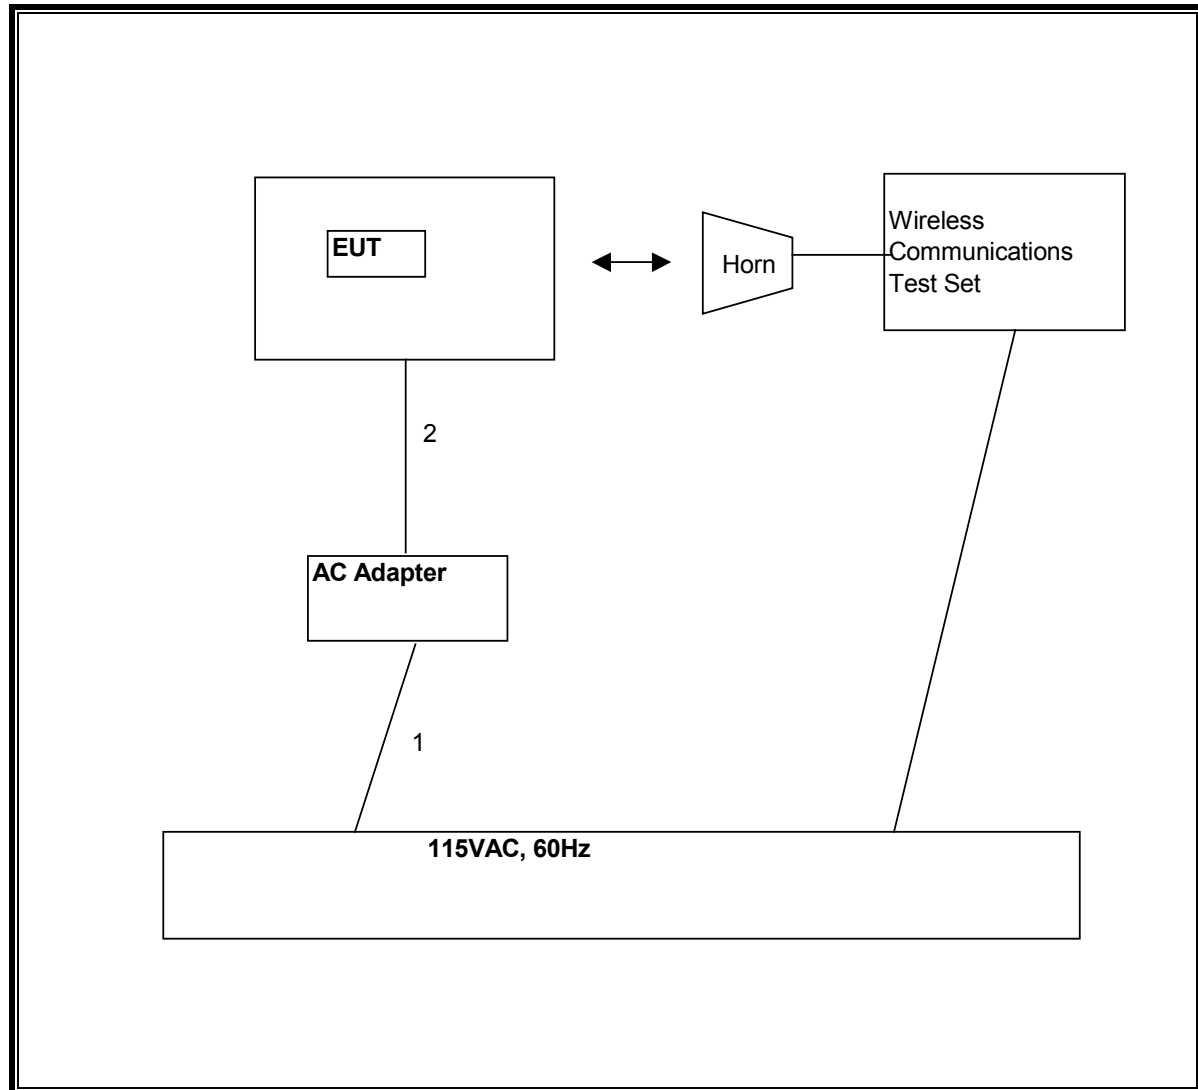 EUT
Horn
Wireless
Communications
Test Set
2
AC Adapter
1
115VAC, 60Hz